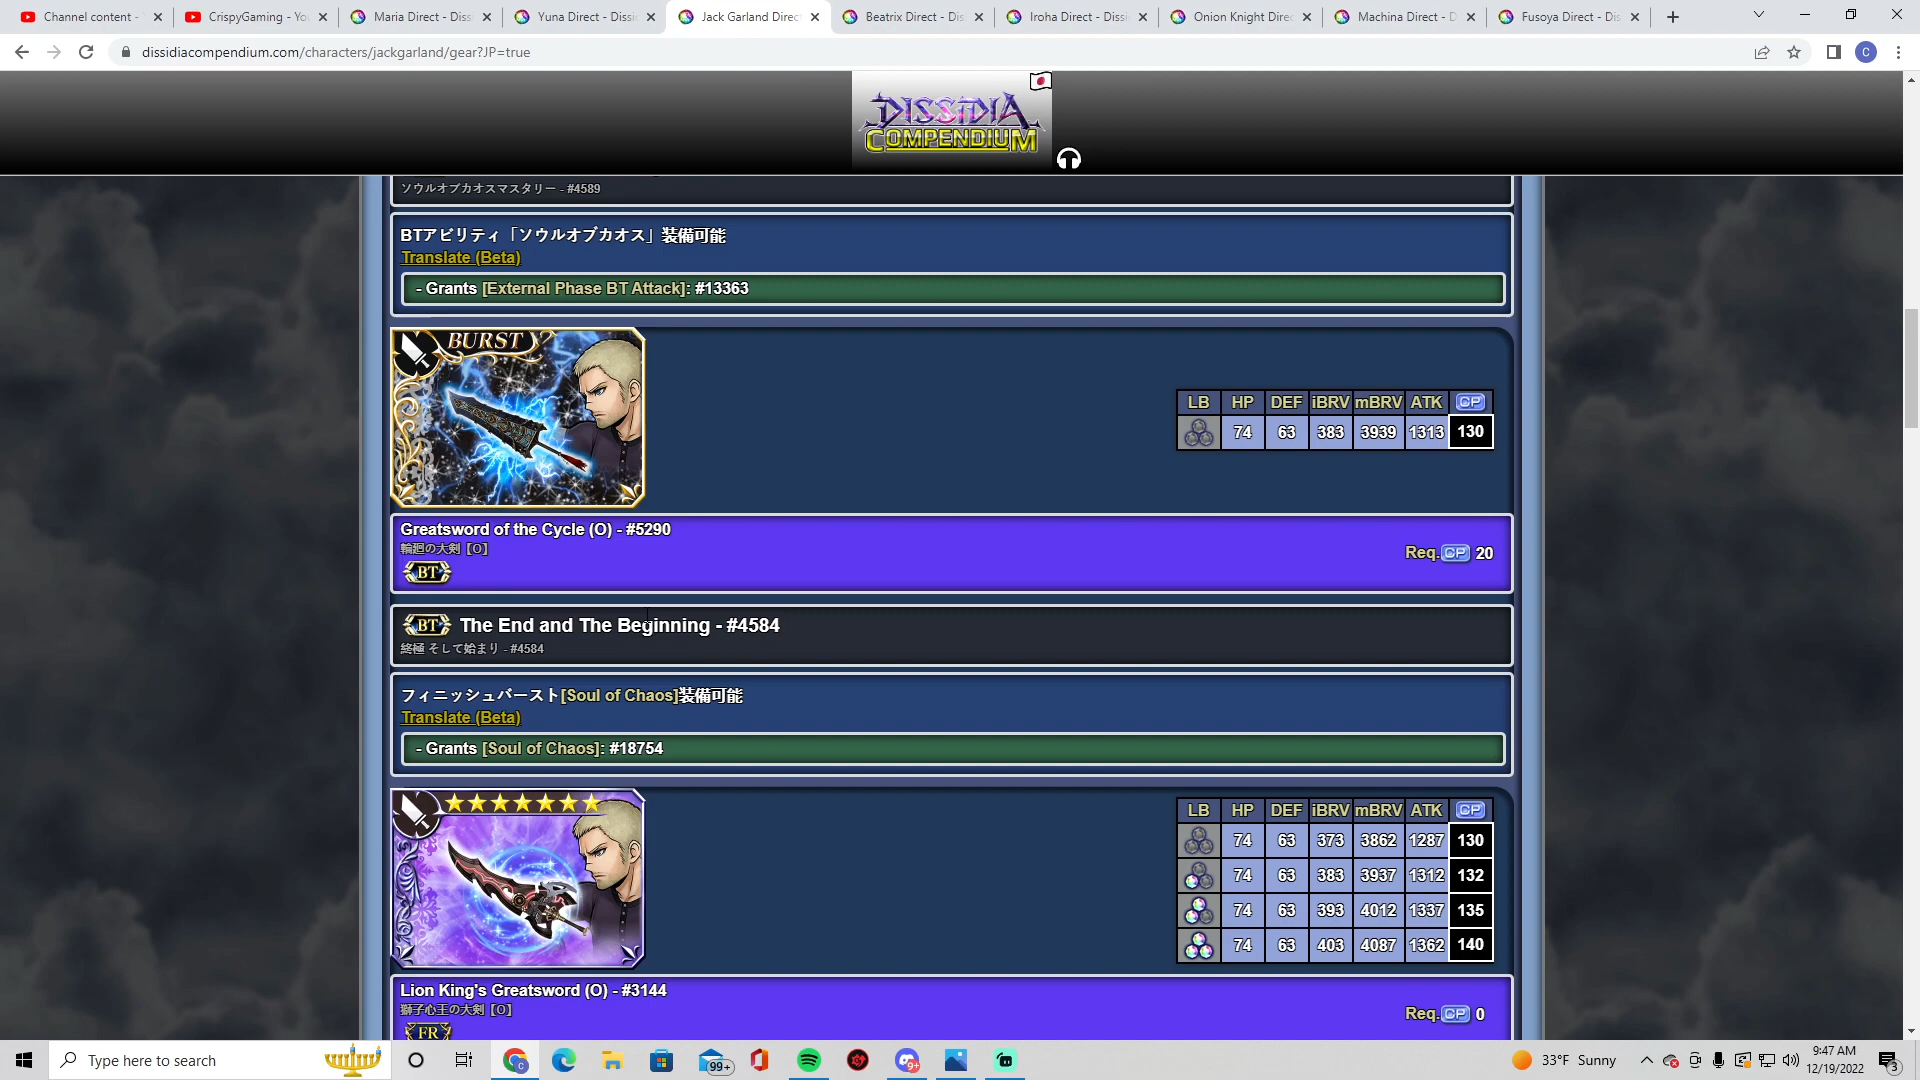 Channel content -
CrispyGaming - You
Maria Direct - Dissi
Yuna Direct - Dissi
Jack Garland Direc
Beatrix Direct - Dis
Iroha Direct - Dissi
Onion Knight Direc
Machina Direct - D
Fusoya Direct - Dis
dissidiacompendium.com/characters/jackgarland/gear?JP=true
C
DISSIDIA
COMPENDIUM
ソウルオブカオスマスタリー - #4589
BTアビリティ「ソウルオブカオス」装備可能
Translate (Beta)
- Grants [External Phase BT Attack]: #13363
BURST
LB HP DEF iBRV mBRV ATK CP
74 63 383 3939 1313 130
Greatsword of the Cycle (O) - #5290
輪廻の大剣【O】
BT
Req. CP 20
BT The End and The Beginning - #4584
終極 そして始まり - #4584
フィニッシュバースト[Soul of Chaos]装備可能
Translate (Beta)
- Grants [Soul of Chaos]: #18754
LB HP DEF iBRV mBRV ATK CP
74 63 373 3862 1287 130
74 63 383 3937 1312 132
74 63 393 4012 1337 135
74 63 403 4087 1362 140
Lion King's Greatsword (O) - #3144
獅子心王の大剣【O】
FR
Req. CP 0
Type here to search
99+
9+
33°F Sunny
9:47 AM
12/19/2022
3